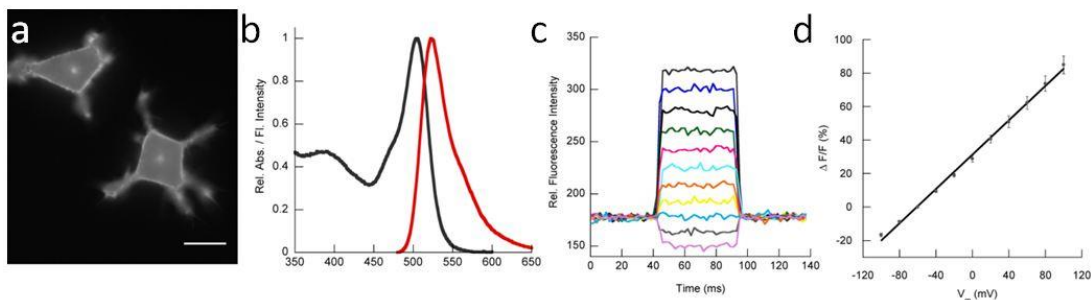 a
b
Rel. Abs. / Fl. Intensity
1
0.8
0.6
0.4
0.2
0
350 400 450 500 550 600 650
c
Rel. Fluorescence Intensity
350
300
250
200
150
0 20 40 60 80 100 120 140
Time (ms)
d
Δ F/F (%)
100
80
60
40
20
0
-20
-120 -80 -40 0 40 80 120
(mV)